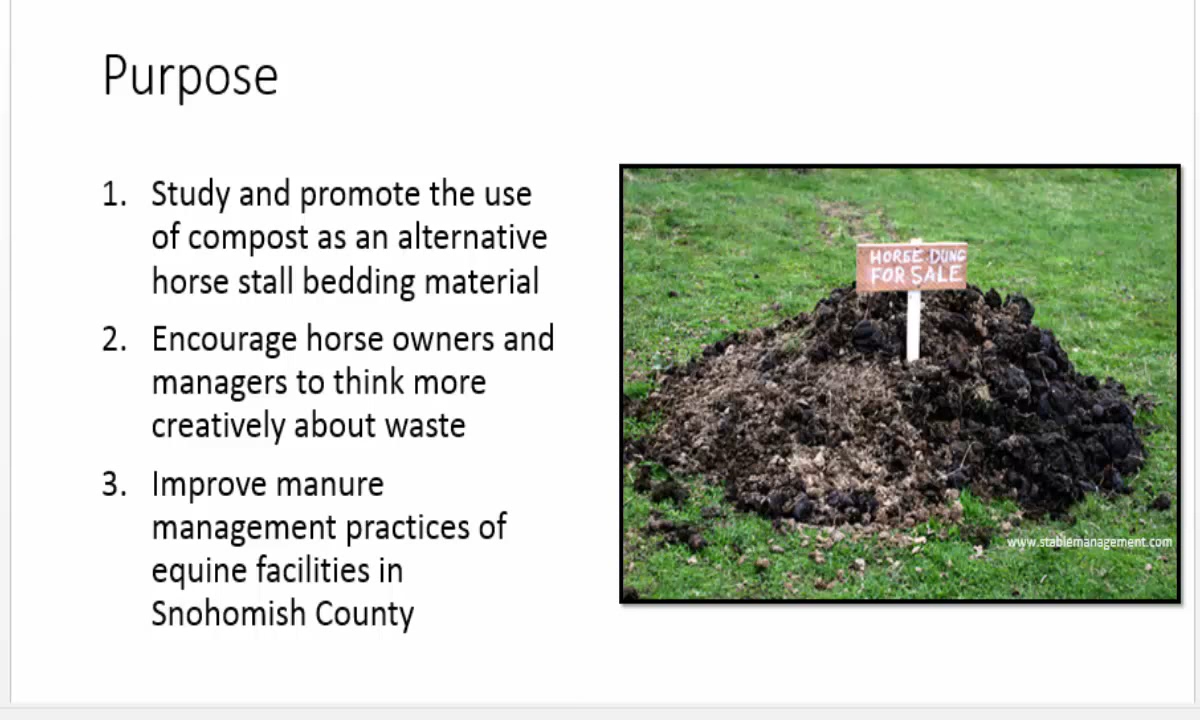 Purpose
1. Study and promote the use
of compost as an alternative
horse stall bedding material
2. Encourage horse owners and
managers to think more
creatively about waste
3. Improve manure
management practices of
equine facilities in
Snohomish County
HORSE DUNG
FOR SALE
www.stablemanagement.com